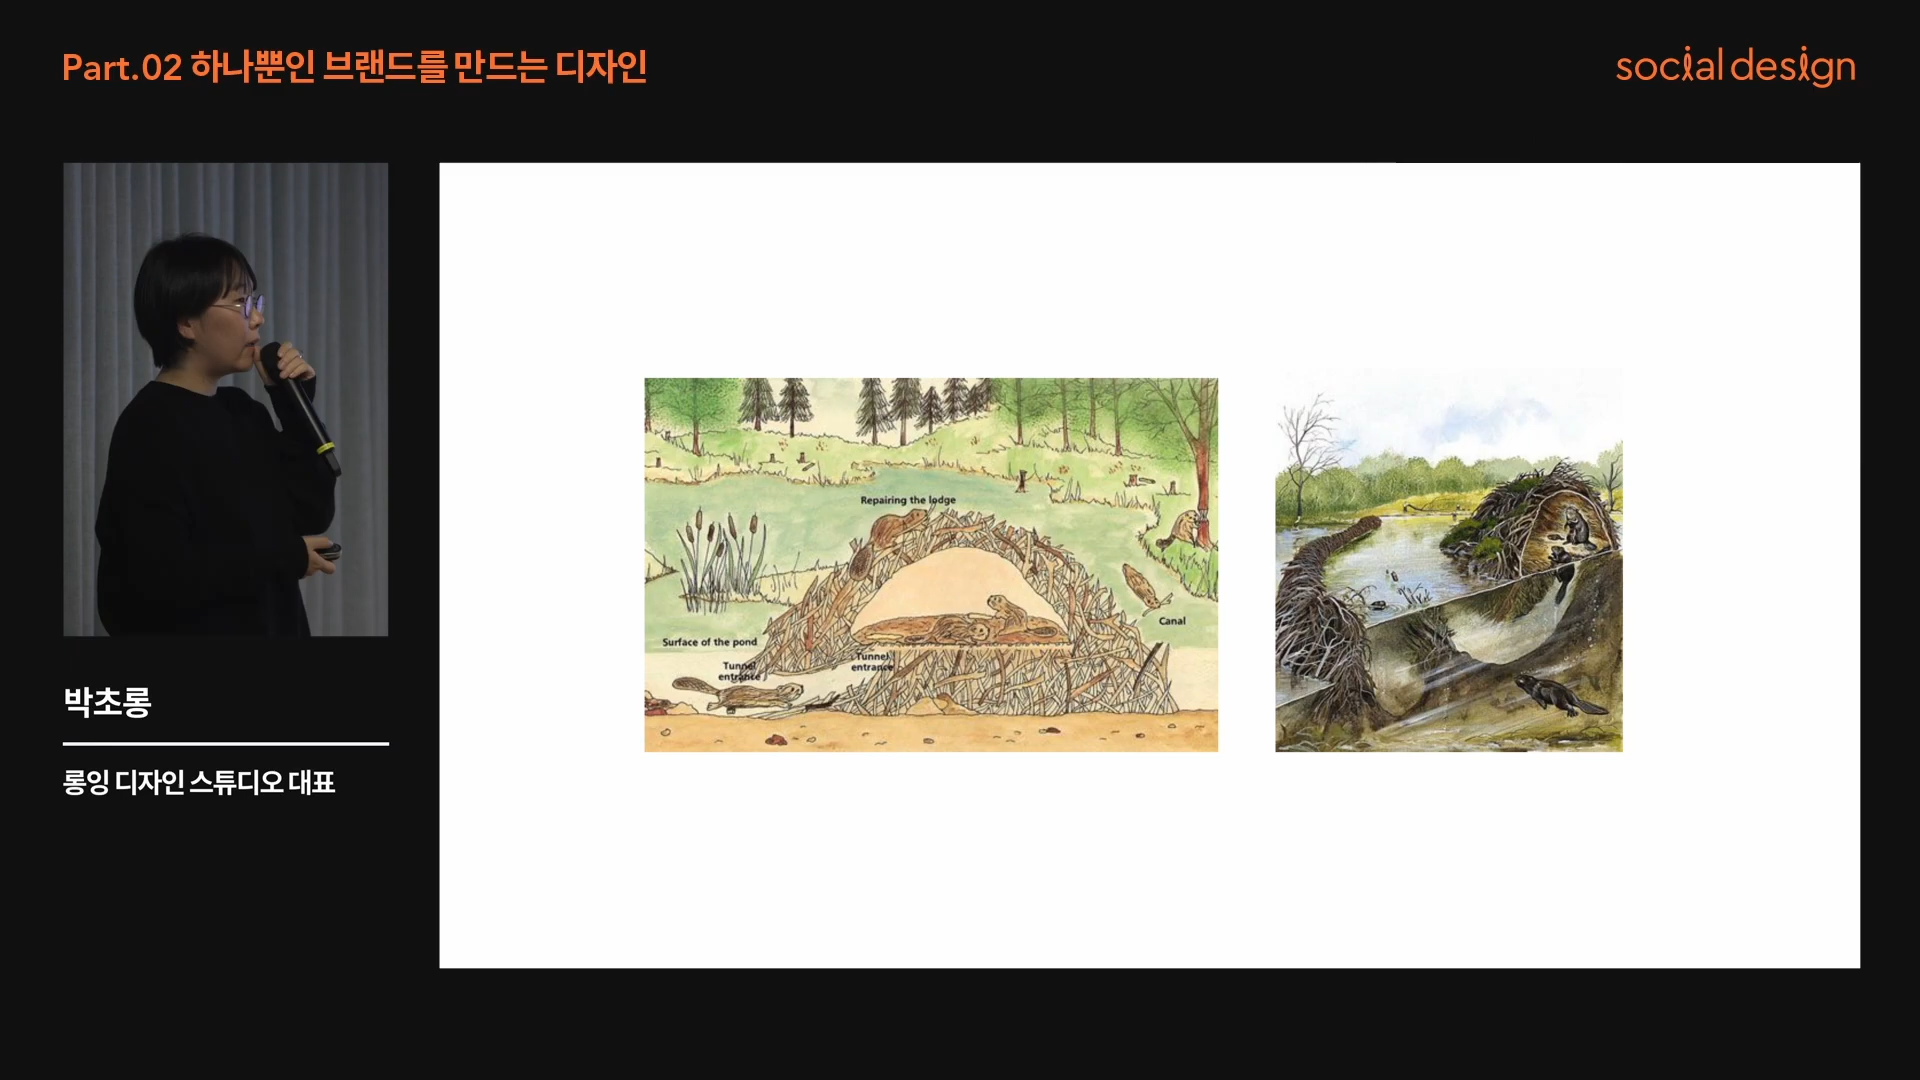 Part.02 하나뿐인 브랜드를 만드는 디자인
social design
Repairing the lodge
Canal
Surface of the pond
Tunnel
entrance
Tunnel
entrance
박초롱
롱잉 디자인 스튜디오 대표